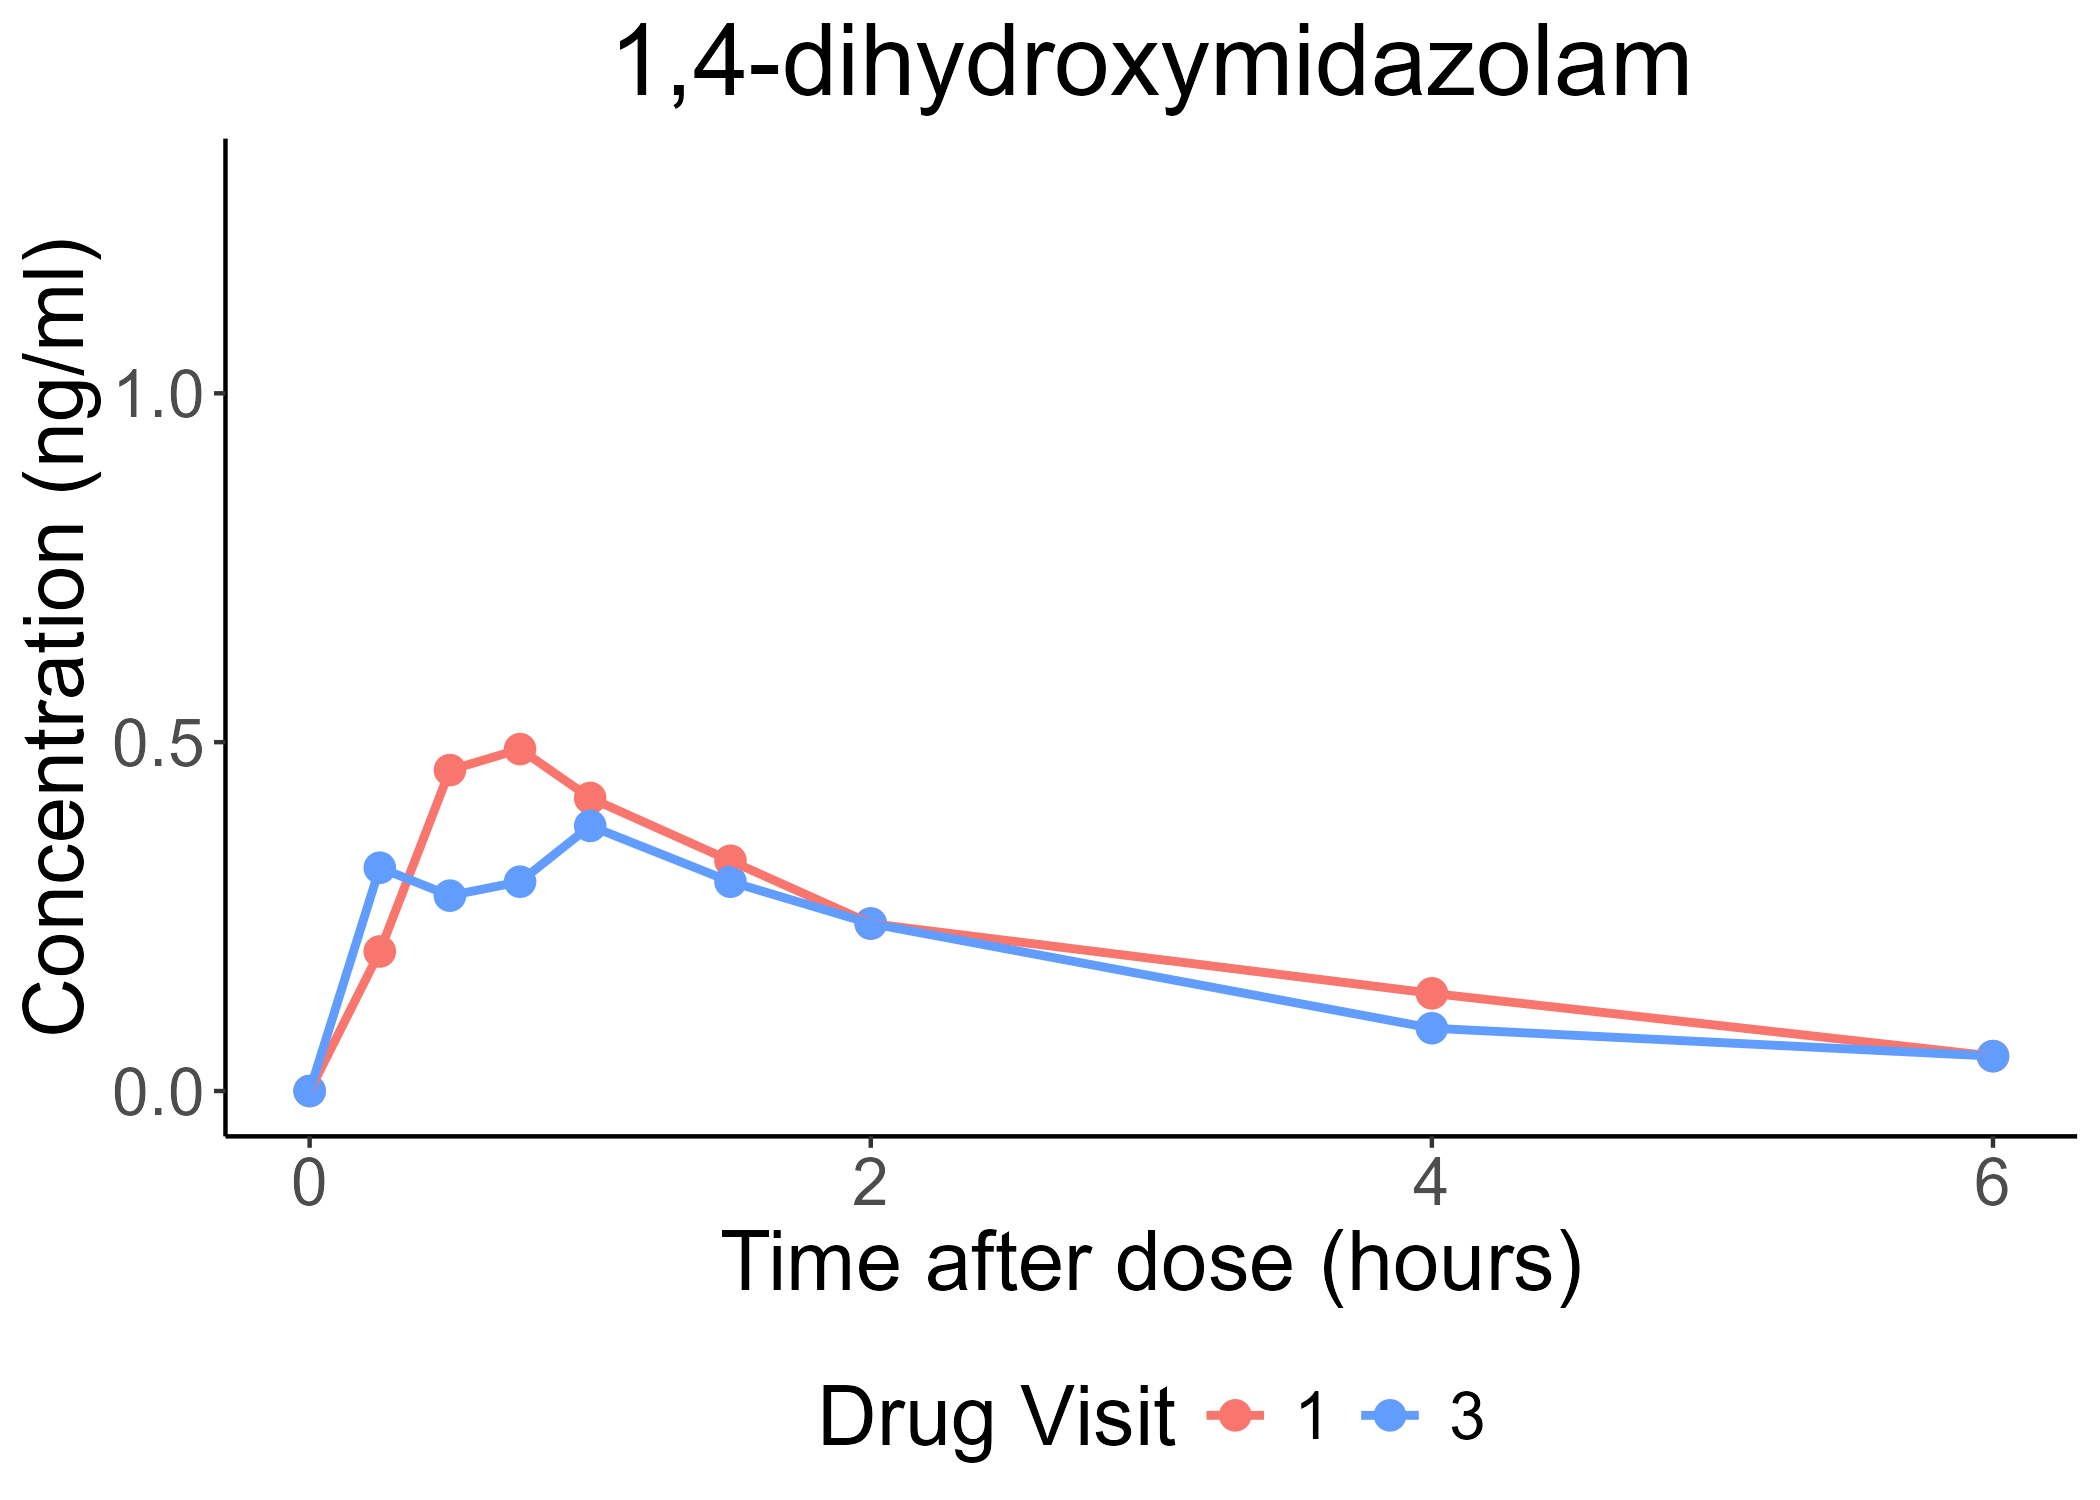 1,4-dihydroxymidazolam
Concentration (ng/ml)
1.0
0.5
0.0
0 2 4 6
Time after dose (hours)
Drug Visit 1 3